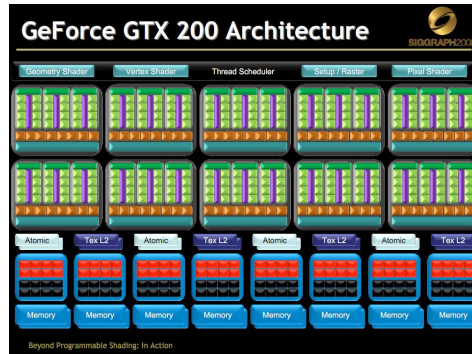 GeForce GTX 200 Architecture
SIGGRAPH2008
Geometry Shader Vertex Shader Thread Scheduler Setup / Raster Pixel Shader
Atomic Tex L2 Atomic Tex L2 Atomic Tex L2 Atomic Tex L2
Memory Memory Memory Memory Memory Memory Memory Memory
Beyond Programmable Shading: In Action